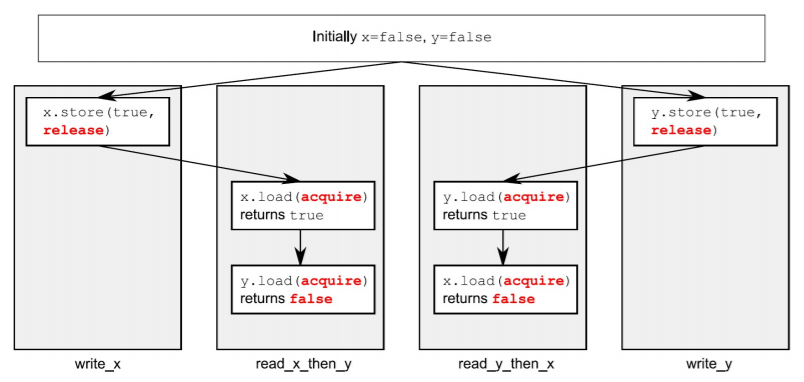 Initially x=false, y=false
x.store(true,
release)
y.store(true,
release)
x.load(acquire)
returns true
y.load(acquire)
returns true
y.load(acquire)
returns false
x.load(acquire)
returns false
write_x
read_x_then_y
read_y_then_x
write_y